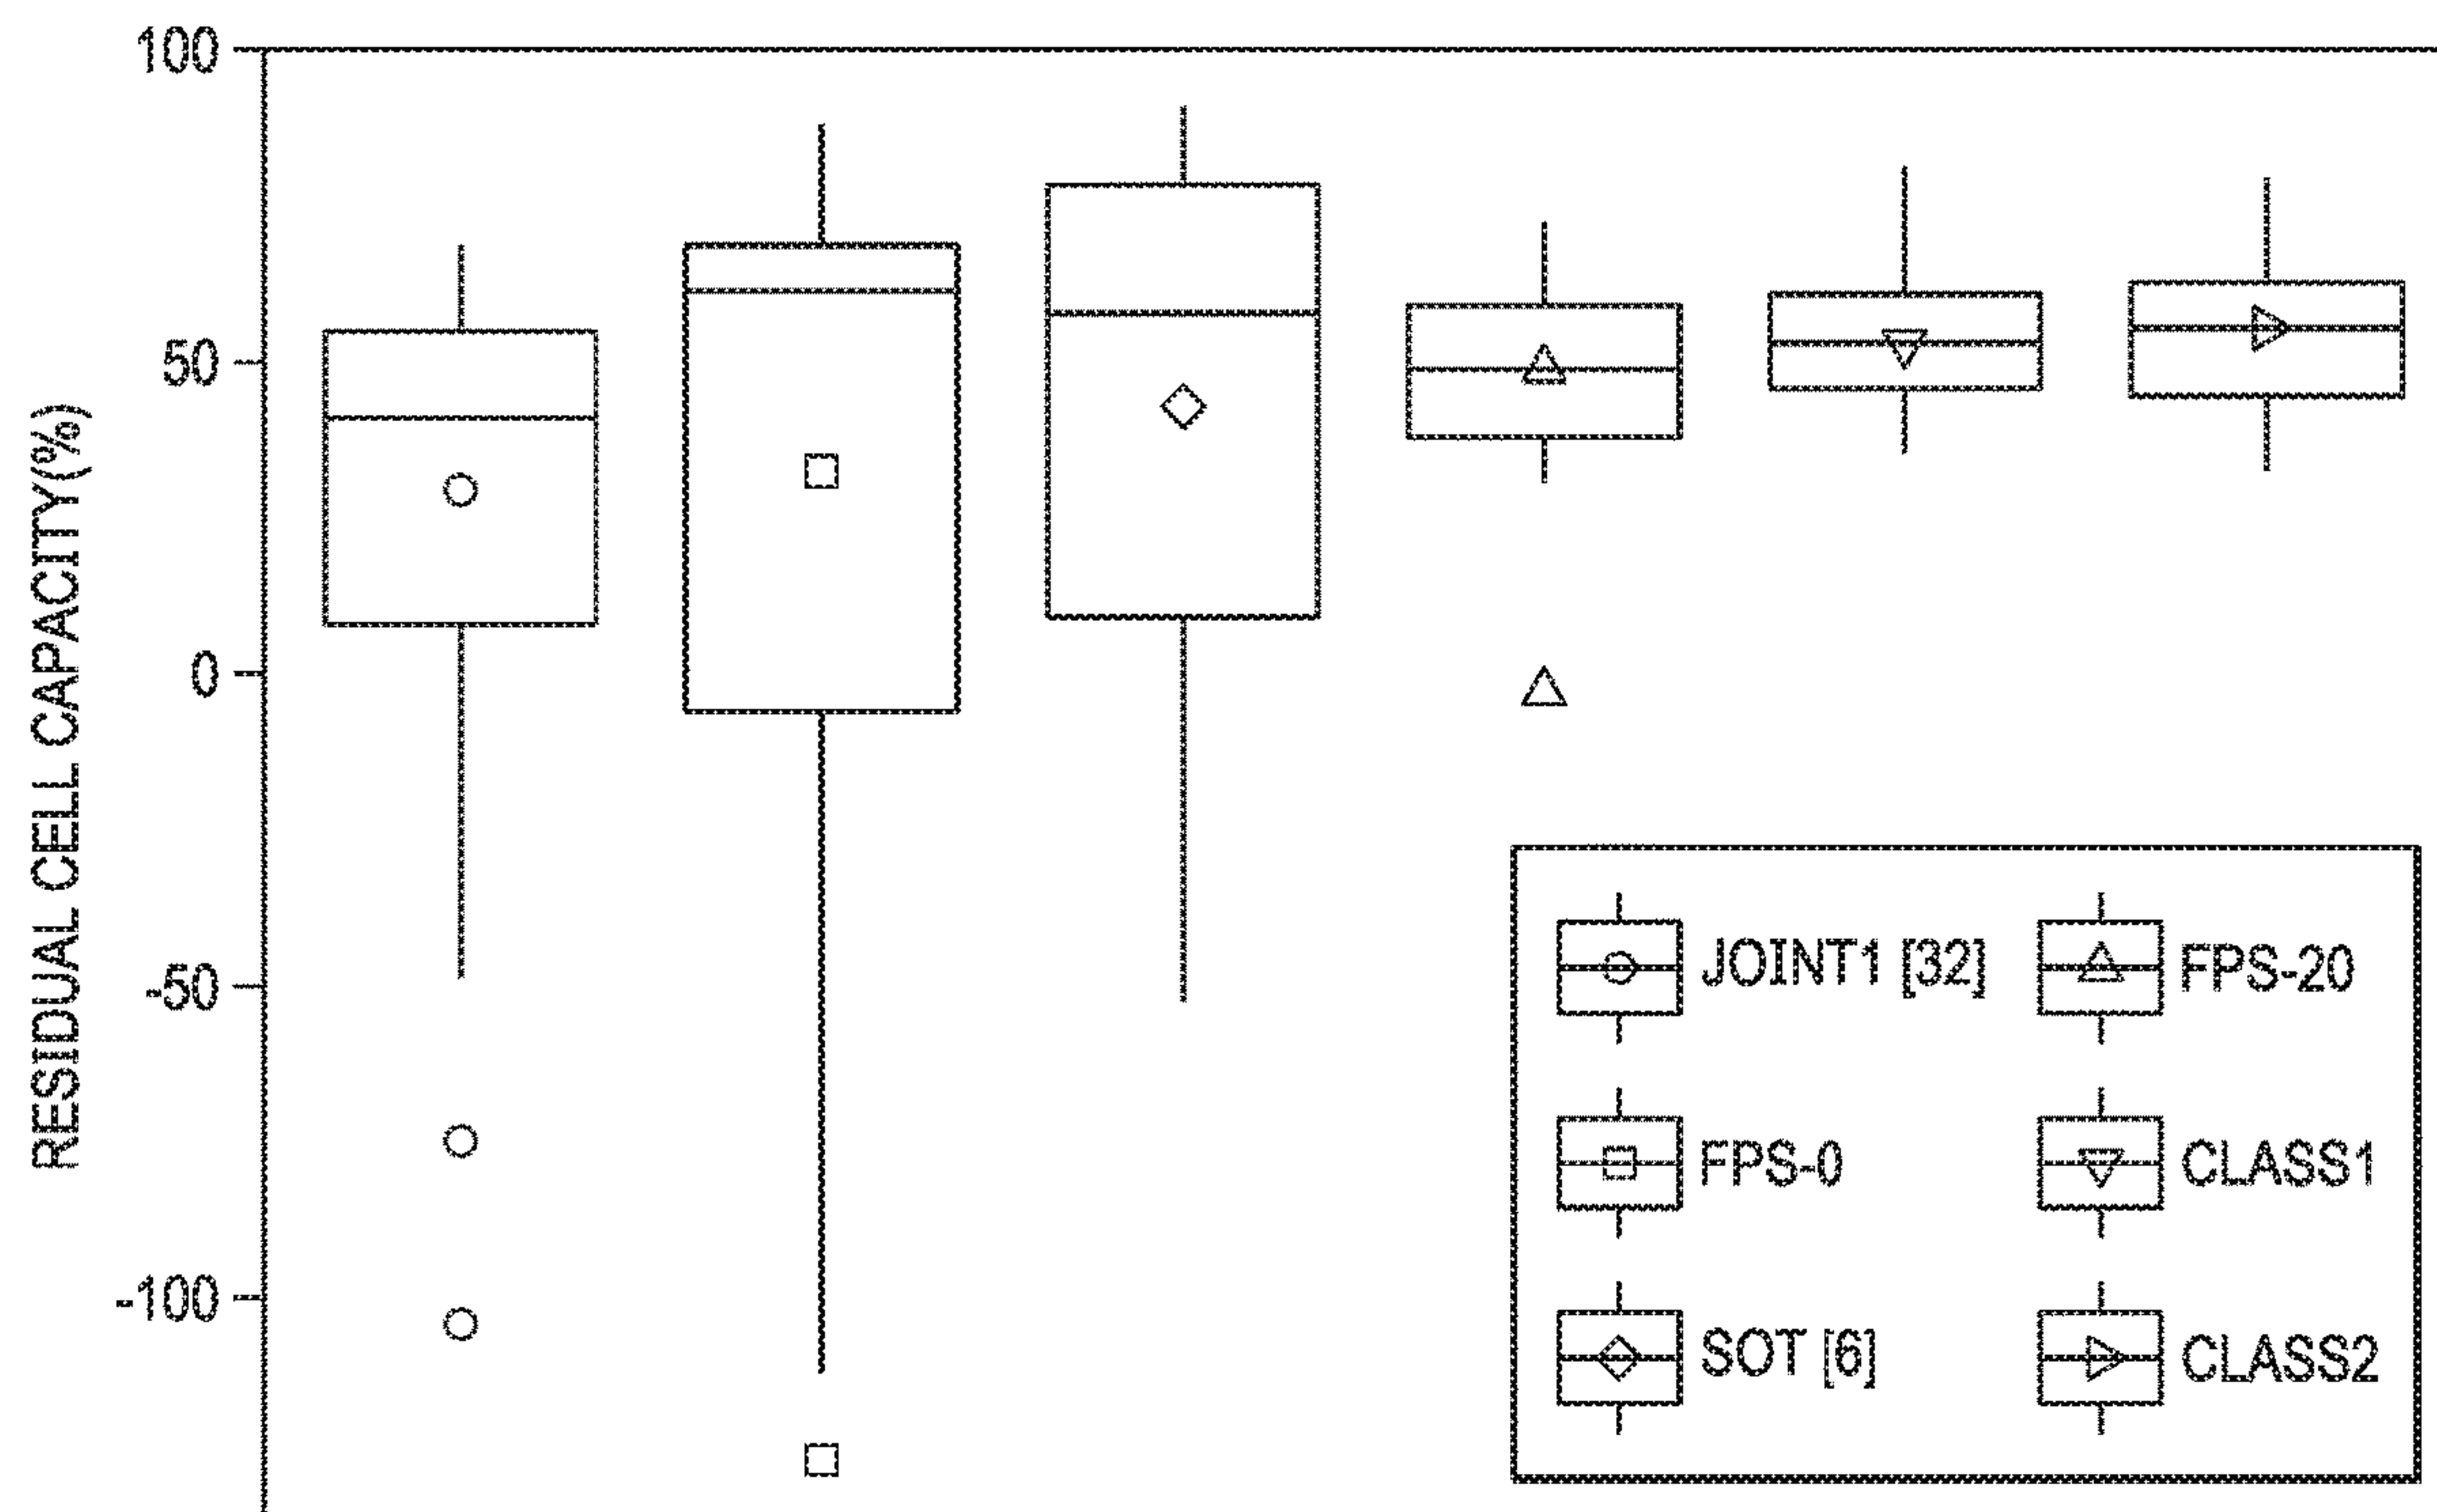 100
50
0
-50
-100
RESIDUAL CELL CAPACITY(%)
JOINT1 [32]
FPS-20
FPS-0
CLASS1
SOT [6]
CLASS2